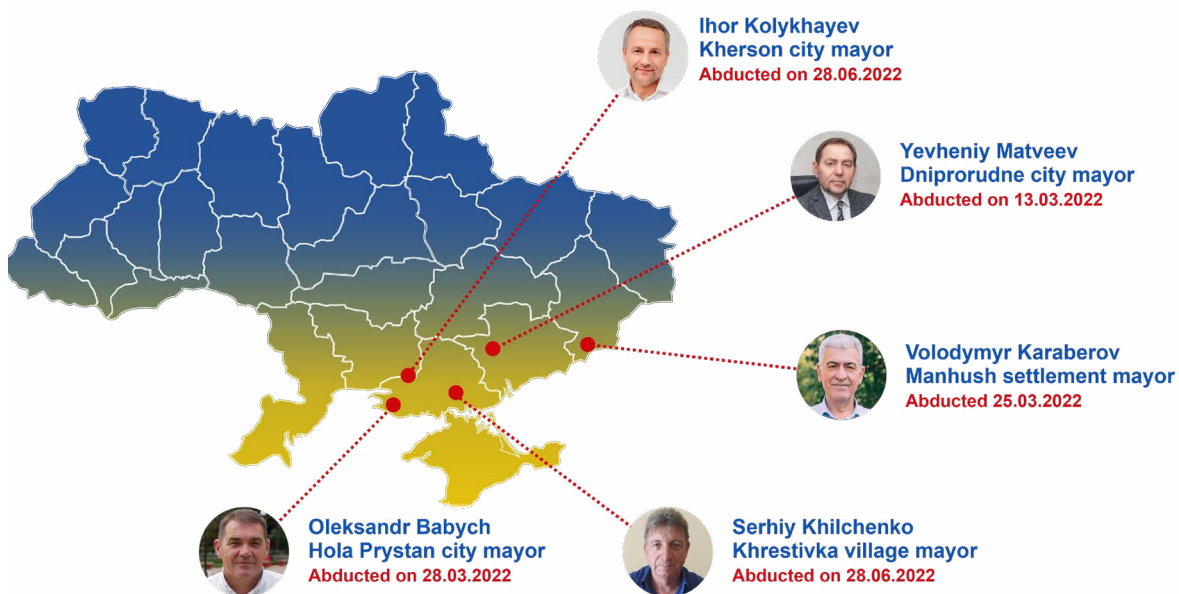 Ihor Kolykhayev
Kherson city mayor
Abducted on 28.06.2022
Yevheniy Matveev
Dniprorudne city mayor
Abducted on 13.03.2022
Volodymyr Karaberov
Manhush settlement mayor
Abducted 25.03.2022
Oleksandr Babych
Hola Prystan city mayor
Abducted on 28.03.2022
Serhiy Khilchenko
Khrestivka village mayor
Abducted on 28.06.2022